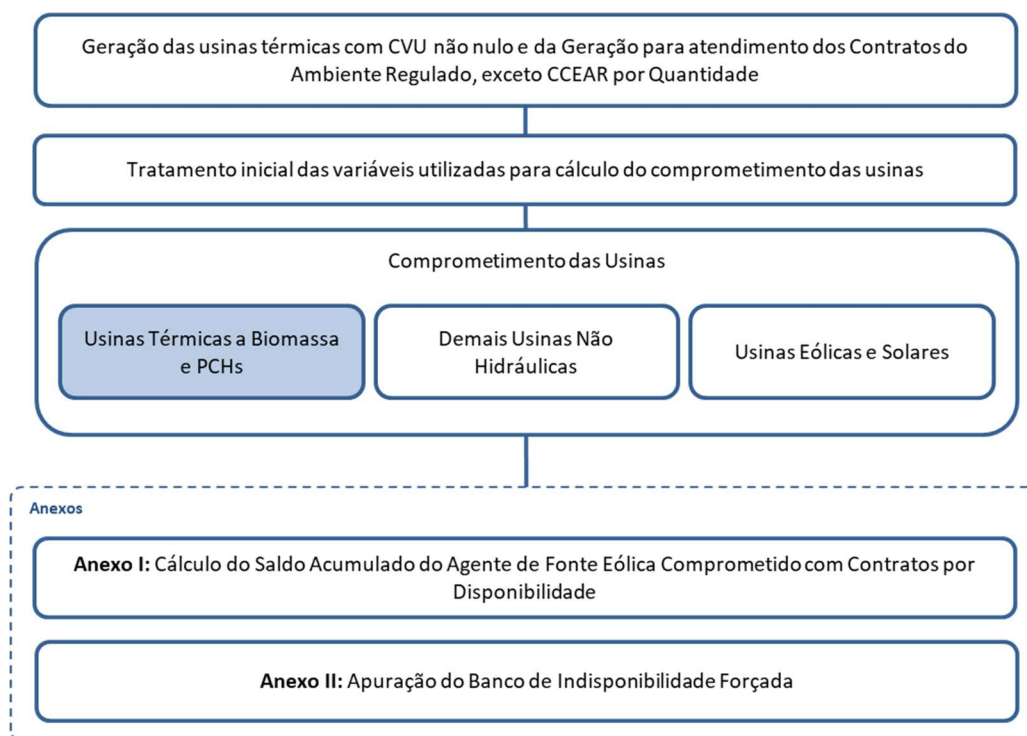 Geração das usinas térmicas com CVU não nulo e da Geração para atendimento dos Contratos do
Ambiente Regulado, exceto CCEAR por Quantidade
Tratamento inicial das variáveis utilizadas para cálculo do comprometimento das usinas
Comprometimento das Usinas
Usinas Térmicas a Biomassa
e PCHs
Demais Usinas Não
Hidráulicas
Usinas Eólicas e Solares
Anexos
Anexo I: Cálculo do Saldo Acumulado do Agente de Fonte Eólica Comprometido com Contratos por
Disponibilidade
Anexo II: Apuração do Banco de Indisponibilidade Forçada